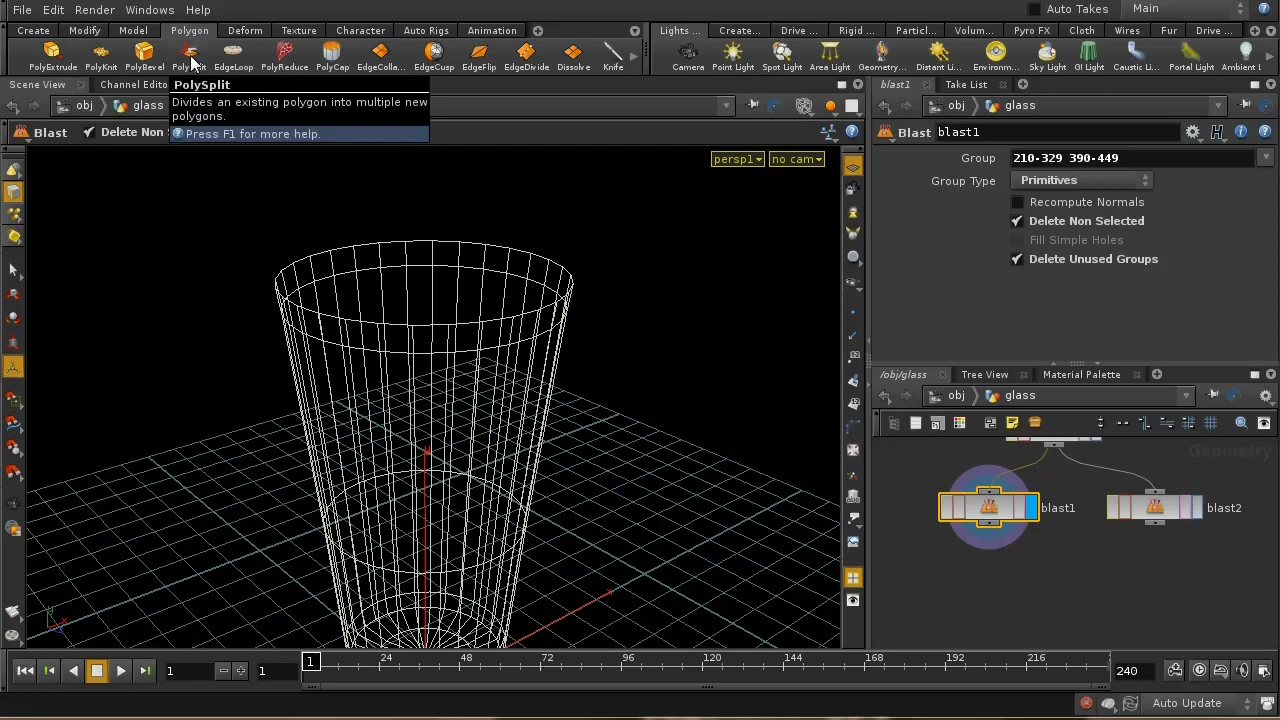 File Edit Render Windows Help
Auto Takes Main
Create Modify Model Polygon Deform Texture Character Auto Rigs Animation
Lights ... Create... Drive ... Rigid ... Particl... Volum... Pyro FX Cloth Wires Fur Drive ...
PolyExtrude PolyKnit PolyBevel EdgeLoop PolyReduce PolyCap EdgeColla... EdgeCusp EdgeFlip EdgeDivide Dissolve Knife
Camera Point Light Spot Light Area Light Geometry... Distant Li... Environm... Sky Light GI Light Caustic Li... Portal Light Ambient L
Scene View Channel Edito
PolySplit
Divides an existing polygon into multiple new
polygons.
Press F1 for more help.
blast1 Take List
obj glass
obj glass
Blast Delete Non
Blast blast1
persp1 no cam
Group 210-329 390-449
Group Type Primitives
Recompute Normals
Delete Non Selected
Fill Simple Holes
Delete Unused Groups
/obj/glass Tree View Material Palette
obj glass
Geometry
blast1 blast2
1 1 1 24 48 72 96 120 144 168 192 216 240
Auto Update